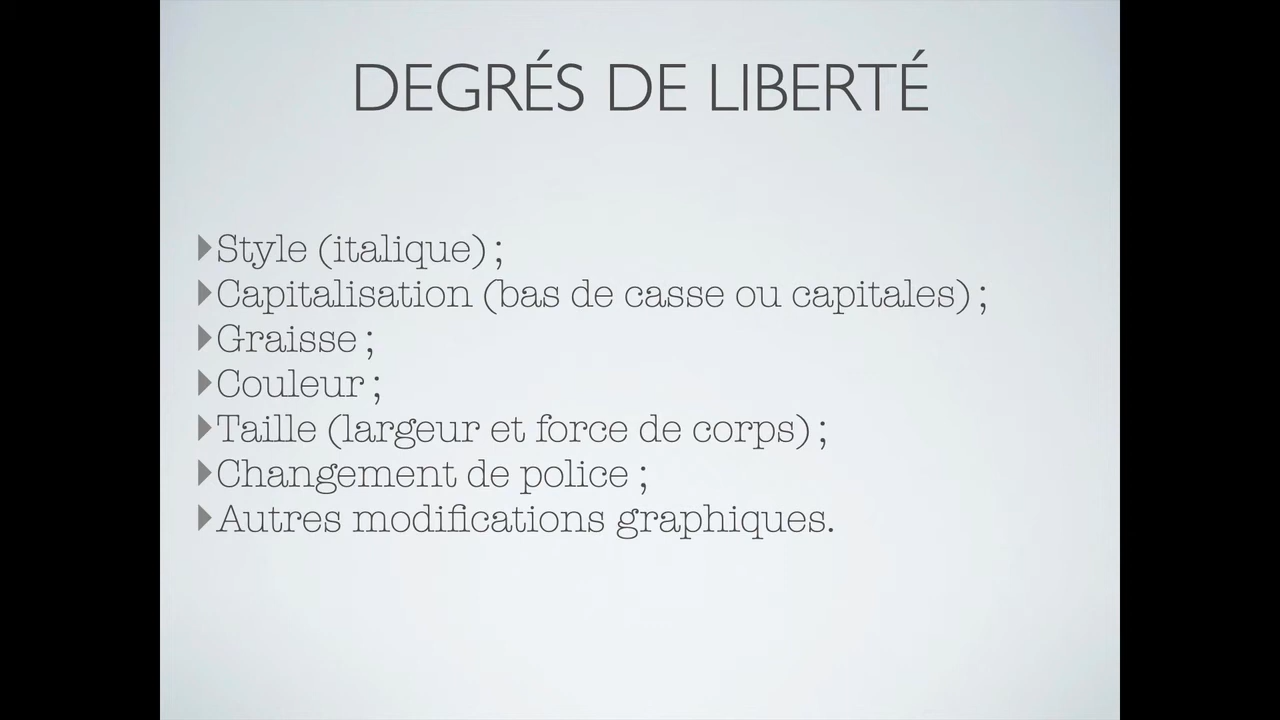 DEGRÉS DE LIBERTÉ
Style (italique) ;
Capitalisation (bas de casse ou capitales) ;
Graisse ;
Couleur ;
Taille (largeur et force de corps) ;
Changement de police ;
Autres modifications graphiques.